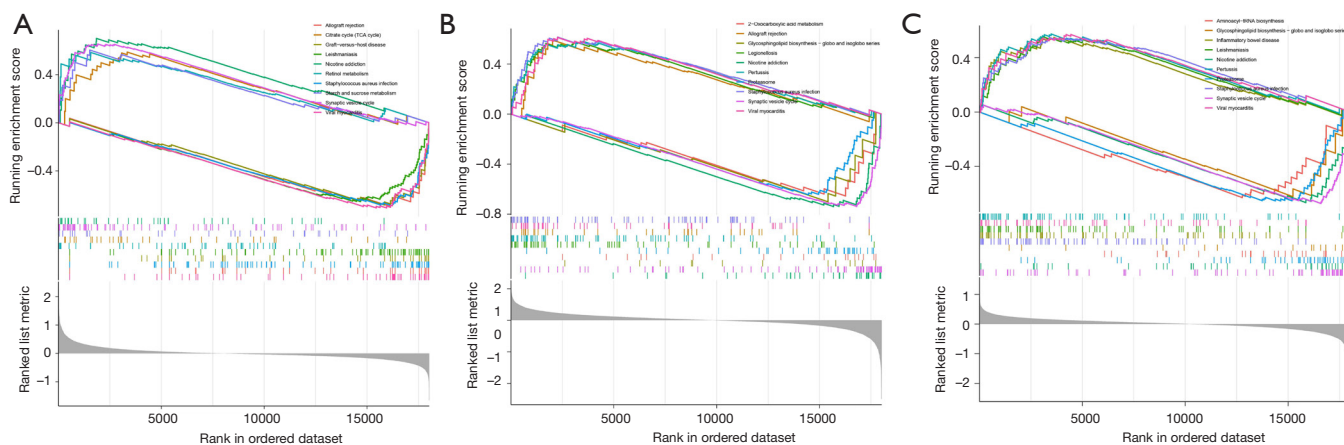 A
Running enrichment score
0.4
0.0
−0.4
Allograft rejection
Citrate cycle (TCA cycle)
Graft−versus−host disease
Leishmaniasis
Nicotine addiction
Retinol metabolism
Staphylococcus aureus infection
Starch and sucrose metabolism
Synaptic vesicle cycle
Viral myocarditis
Ranked list metric
2
1
0
−1
5000
10000
15000
Rank in ordered dataset
B
Running enrichment score
0.4
0.0
−0.4
−0.8
2−Oxocarboxylic acid metabolism
Allograft rejection
Glycosphingolipid biosynthesis − globo and isoglobo series
Legionellosis
Nicotine addiction
Pertussis
Proteasome
Staphylococcus aureus infection
Synaptic vesicle cycle
Viral myocarditis
Ranked list metric
2
1
0
−1
−2
5000
10000
15000
Rank in ordered dataset
C
Running enrichment score
0.4
0.0
−0.4
Aminoacyl−tRNA biosynthesis
Glycosphingolipid biosynthesis − globo and isoglobo series
Inflammatory bowel disease
Leishmaniasis
Nicotine addiction
Pertussis
Proteasome
Staphylococcus aureus infection
Synaptic vesicle cycle
Viral myocarditis
Ranked list metric
1
0
−1
−2
5000
10000
15000
Rank in ordered dataset